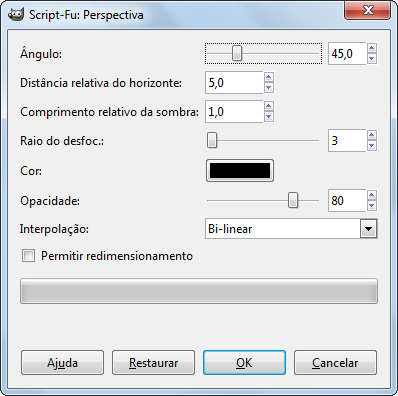 Script-Fu: Perspectiva
Ângulo: 45,0
Distância relativa do horizonte: 5,0
Comprimento relativo da sombra: 1,0
Raio do desfoc.: 3
Cor:
Opacidade: 80
Interpolação: Bi-linear
Permitir redimensionamento
Ajuda Restaurar OK Cancelar